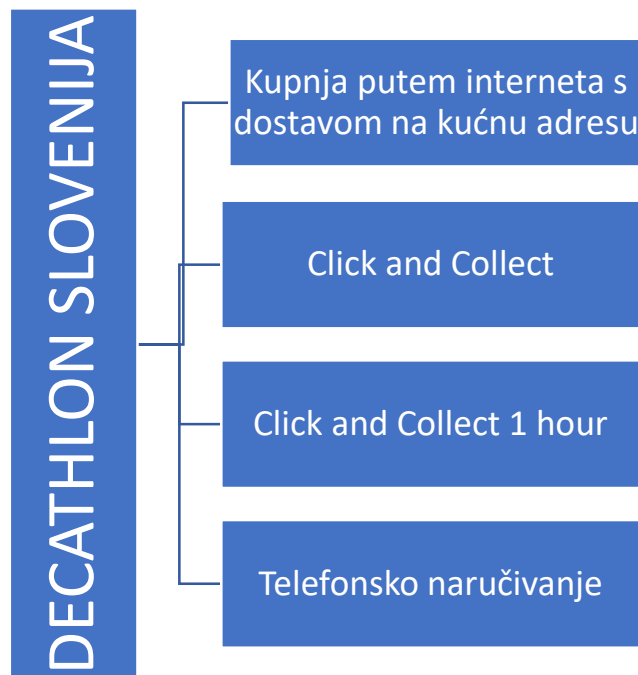 DECATHLON SLOVENIJA
Kupnja putem interneta s
dostavom na kućnu adresu
Click and Collect
Click and Collect 1 hour
Telefonsko naručivanje